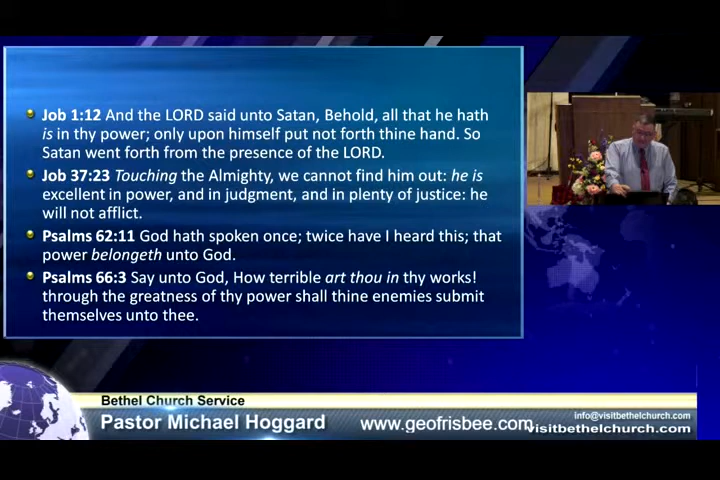 Job 1:12 And the LORD said unto Satan, Behold, all that he hath
is in thy power; only upon himself put not forth thine hand. So
Satan went forth from the presence of the LORD.
Job 37:23 Touching the Almighty, we cannot find him out: he is
excellent in power, and in judgment, and in plenty of justice: he
will not afflict.
Psalms 62:11 God hath spoken once; twice have I heard this; that
power belongeth unto God.
Psalms 66:3 Say unto God, How terrible art thou in thy works!
through the greatness of thy power shall thine enemies submit
themselves unto thee.
Bethel Church Service
Pastor Michael Hoggard
www.geofrisbee.com
info@visitbethelchurch.com
visitbethelchurch.com